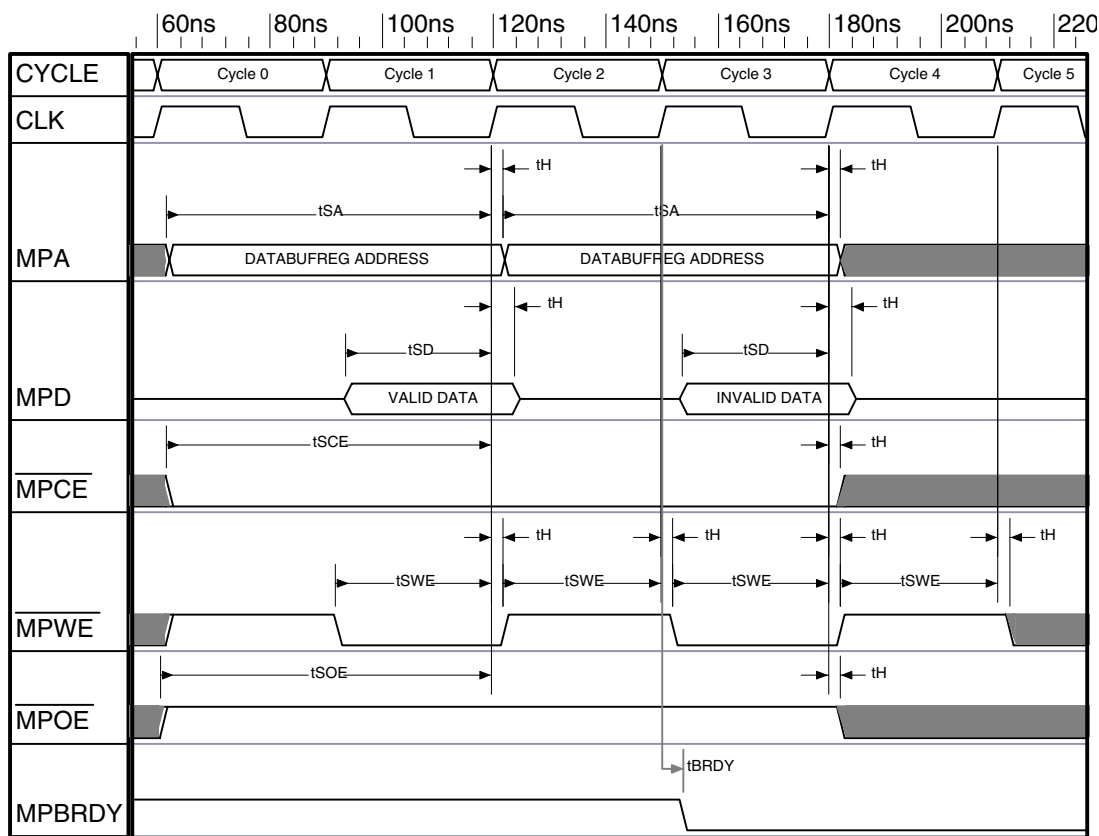 60ns 80ns 100ns 120ns 140ns 160ns 180ns 200ns 220
CYCLE Cycle 0 Cycle 1 Cycle 2 Cycle 3 Cycle 4 Cycle 5
CLK
tH tH
tSA tSA
MPA DATABUFREG ADDRESS DATABUFREG ADDRESS
tH tH
tSD tSD
MPD VALID DATA INVALID DATA
tSCE tH
MPCE
tH tH tH tH
tSWE tSWE tSWE tSWE
MPWE
tSOE tH
MPOE
tBRDY
MPBRDY